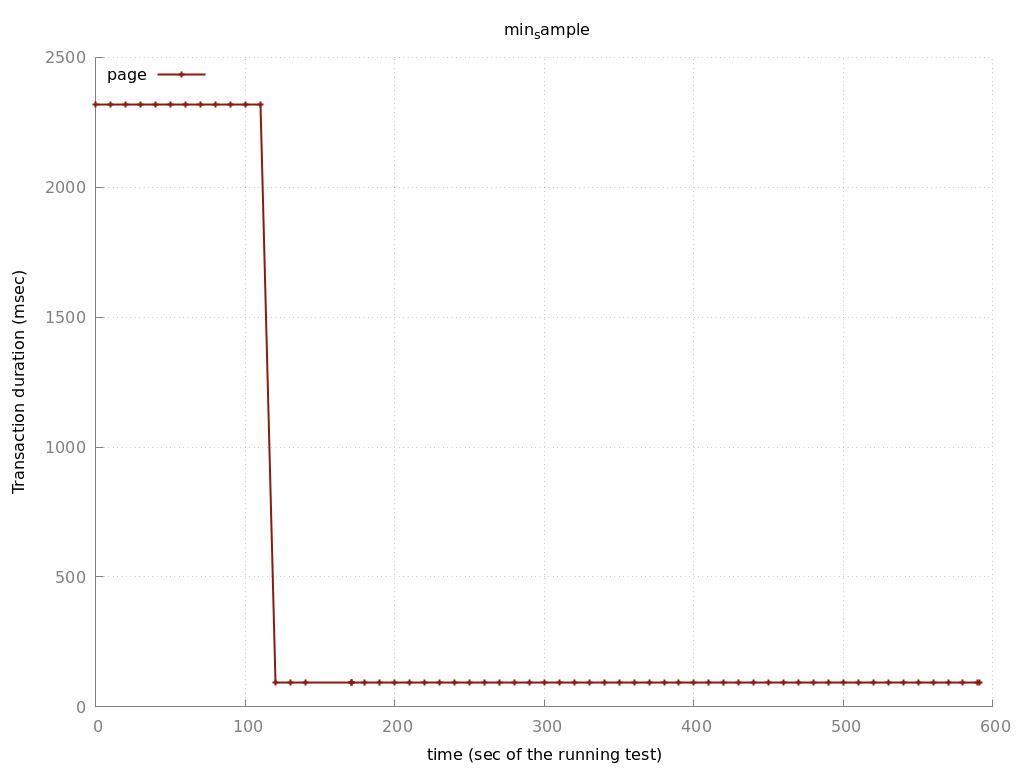 min_sample
page
2500
2000
1500
1000
500
0
Transaction duration (msec)
0 100 200 300 400 500 600
time (sec of the running test)